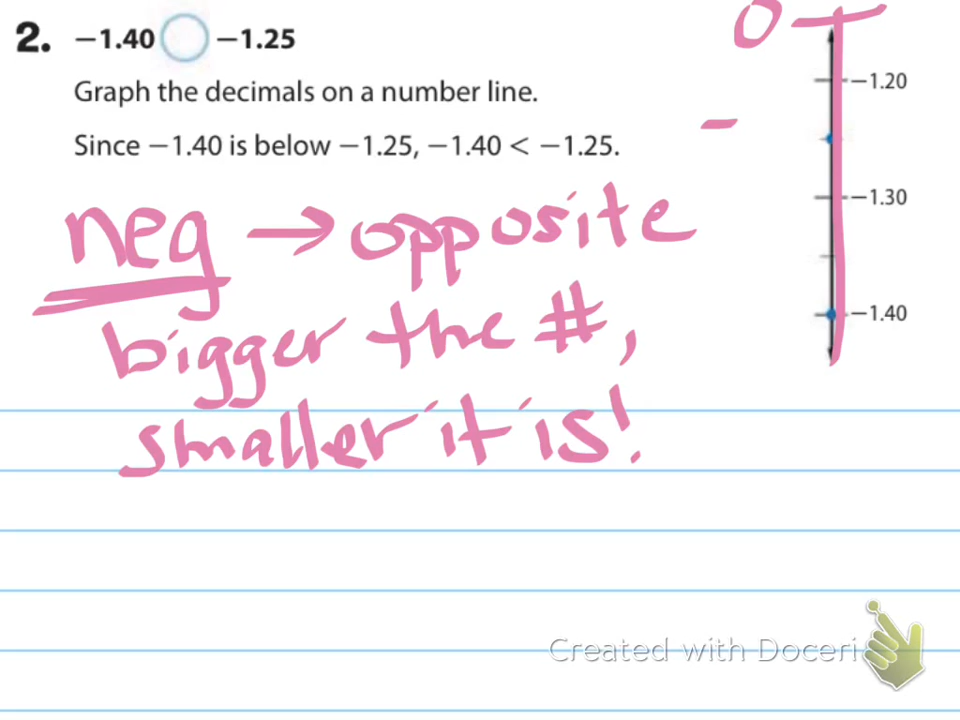 2. −1.40 −1.25
Graph the decimals on a number line.
Since −1.40 is below −1.25, −1.40 < −1.25.
neg → opposite
bigger the #,
smaller it is!
0
−
−1.20
−1.30
−1.40
Created with Doceri